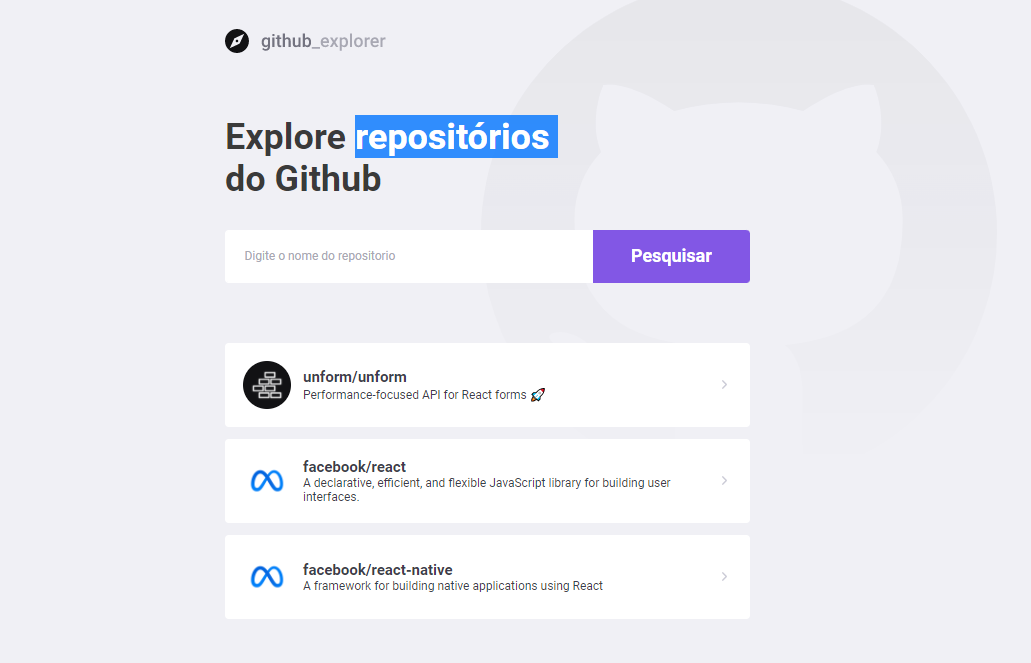 github_explorer
Explore repositórios
do Github
Digite o nome do repositorio
Pesquisar
unform/unform
Performance-focused API for React forms 🚀
facebook/react
A declarative, efficient, and flexible JavaScript library for building user
interfaces.
facebook/react-native
A framework for building native applications using React